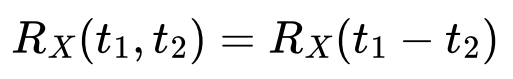 $R_X(t_1, t_2) = R_X(t_1 - t_2)$